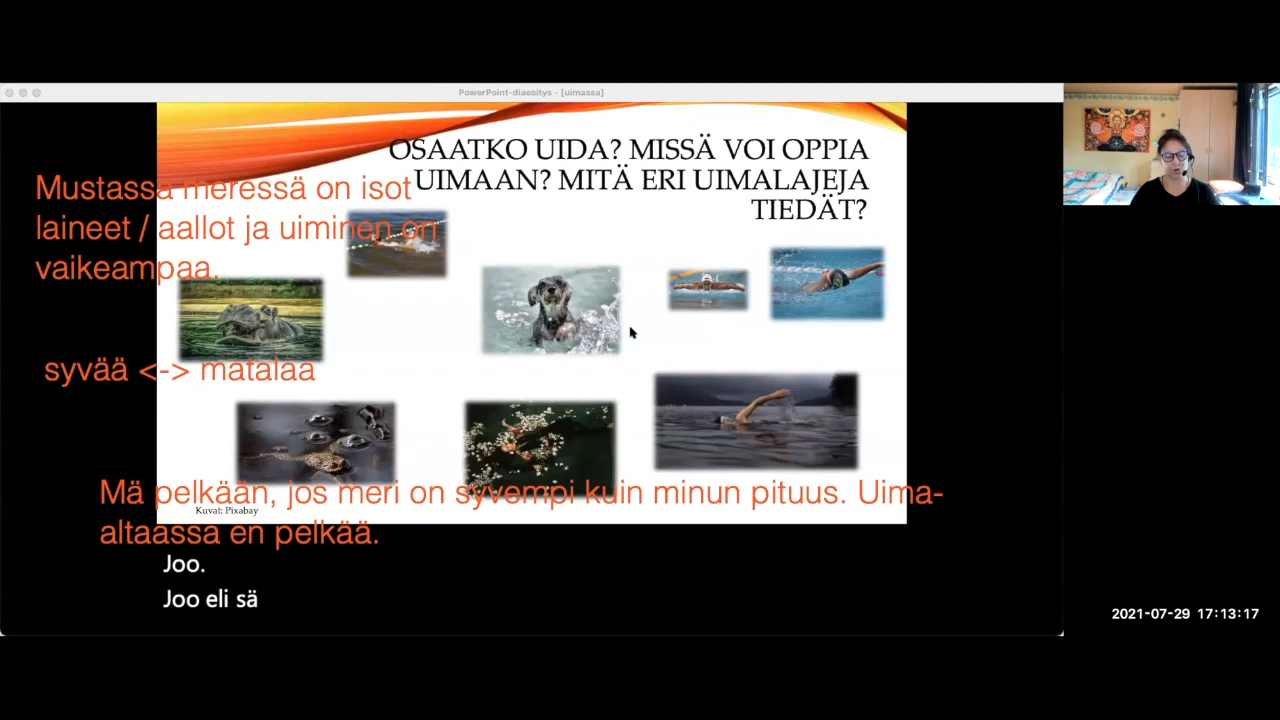 PowerPoint-diaesitys - [uimassa]
OSAATKO UIDA? MISSÄ VOI OPPIA
UIMAAN? MITÄ ERI UIMALAJEJA
TIEDÄT?
Mustassa meressä on isot
laineet / aallot ja uiminen on
vaikeampaa.
syvää <-> matalaa
Mä pelkään, jos meri on syvempi kuin minun pituus. Uima-
altaassa en pelkää.
Kuvat: Pixabay
Joo.
Joo eli sä
2021-07-29 17:13:17